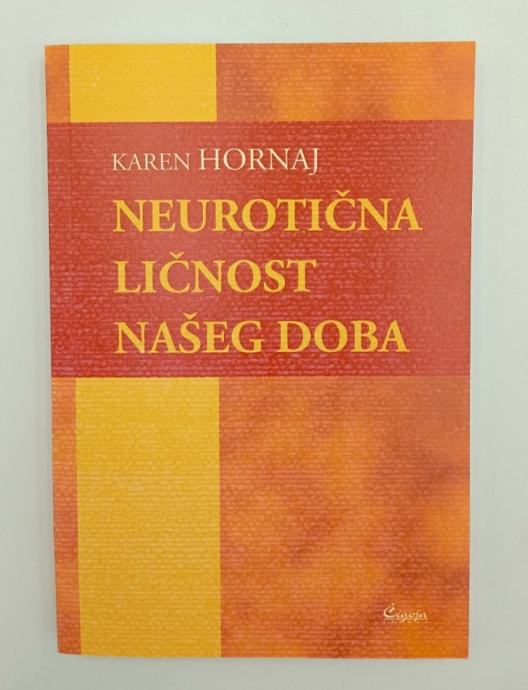 KAREN HORNAJ
NEUROTIČNA
LIČNOST
NAŠEG DOBA
Čigoja